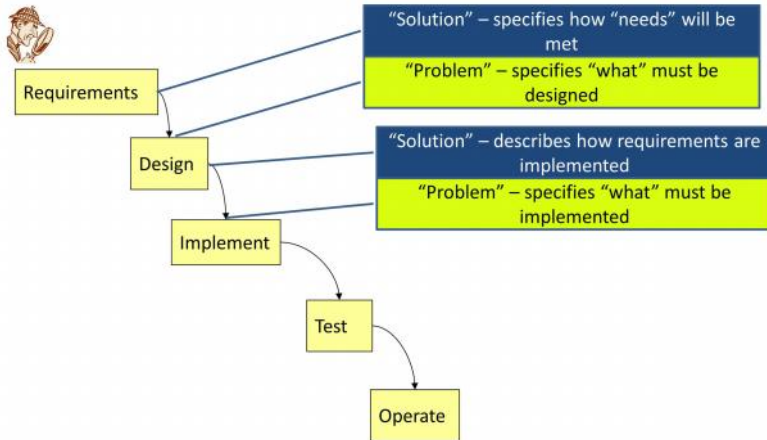 “Solution” – specifies how “needs” will be
met
“Problem” – specifies “what” must be
designed
Requirements
“Solution” – describes how requirements are
implemented
Design
“Problem” – specifies “what” must be
implemented
Implement
Test
Operate